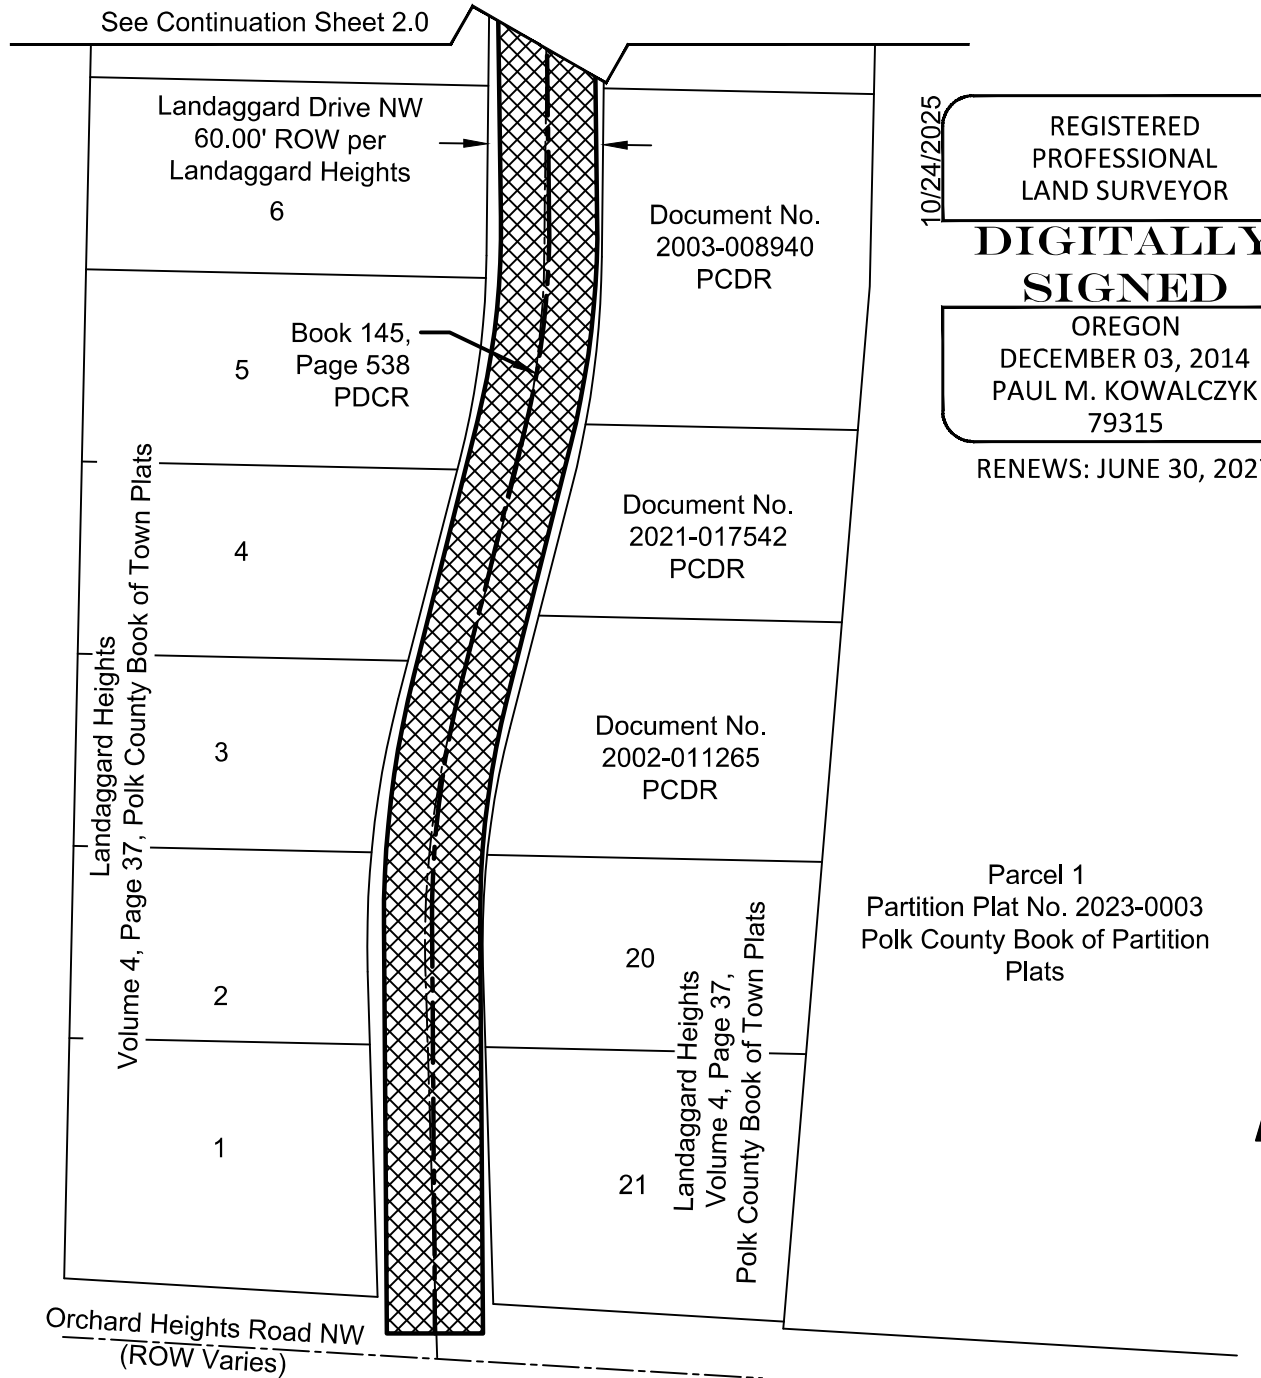 See Continuation Sheet 2.0
Landaggard Drive NW
60.00' ROW per
Landaggard Heights
6
Document No.
2003-008940
PCDR
10/24/2025
REGISTERED
PROFESSIONAL
LAND SURVEYOR
DIGITALLY
SIGNED
OREGON
DECEMBER 03, 2014
PAUL M. KOWALCZYK
79315
RENEWS: JUNE 30, 202
Book 145,
Page 538
PDCR
5
4
Document No.
2021-017542
PCDR
3
Document No.
2002-011265
PCDR
Landaggard Heights
Volume 4, Page 37, Polk County Book of Town Plats
2
20
Landaggard Heights
Volume 4, Page 37,
Polk County Book of Town Plats
Parcel 1
Partition Plat No. 2023-0003
Polk County Book of Partition
Plats
1
21
Orchard Heights Road NW
(ROW Varies)